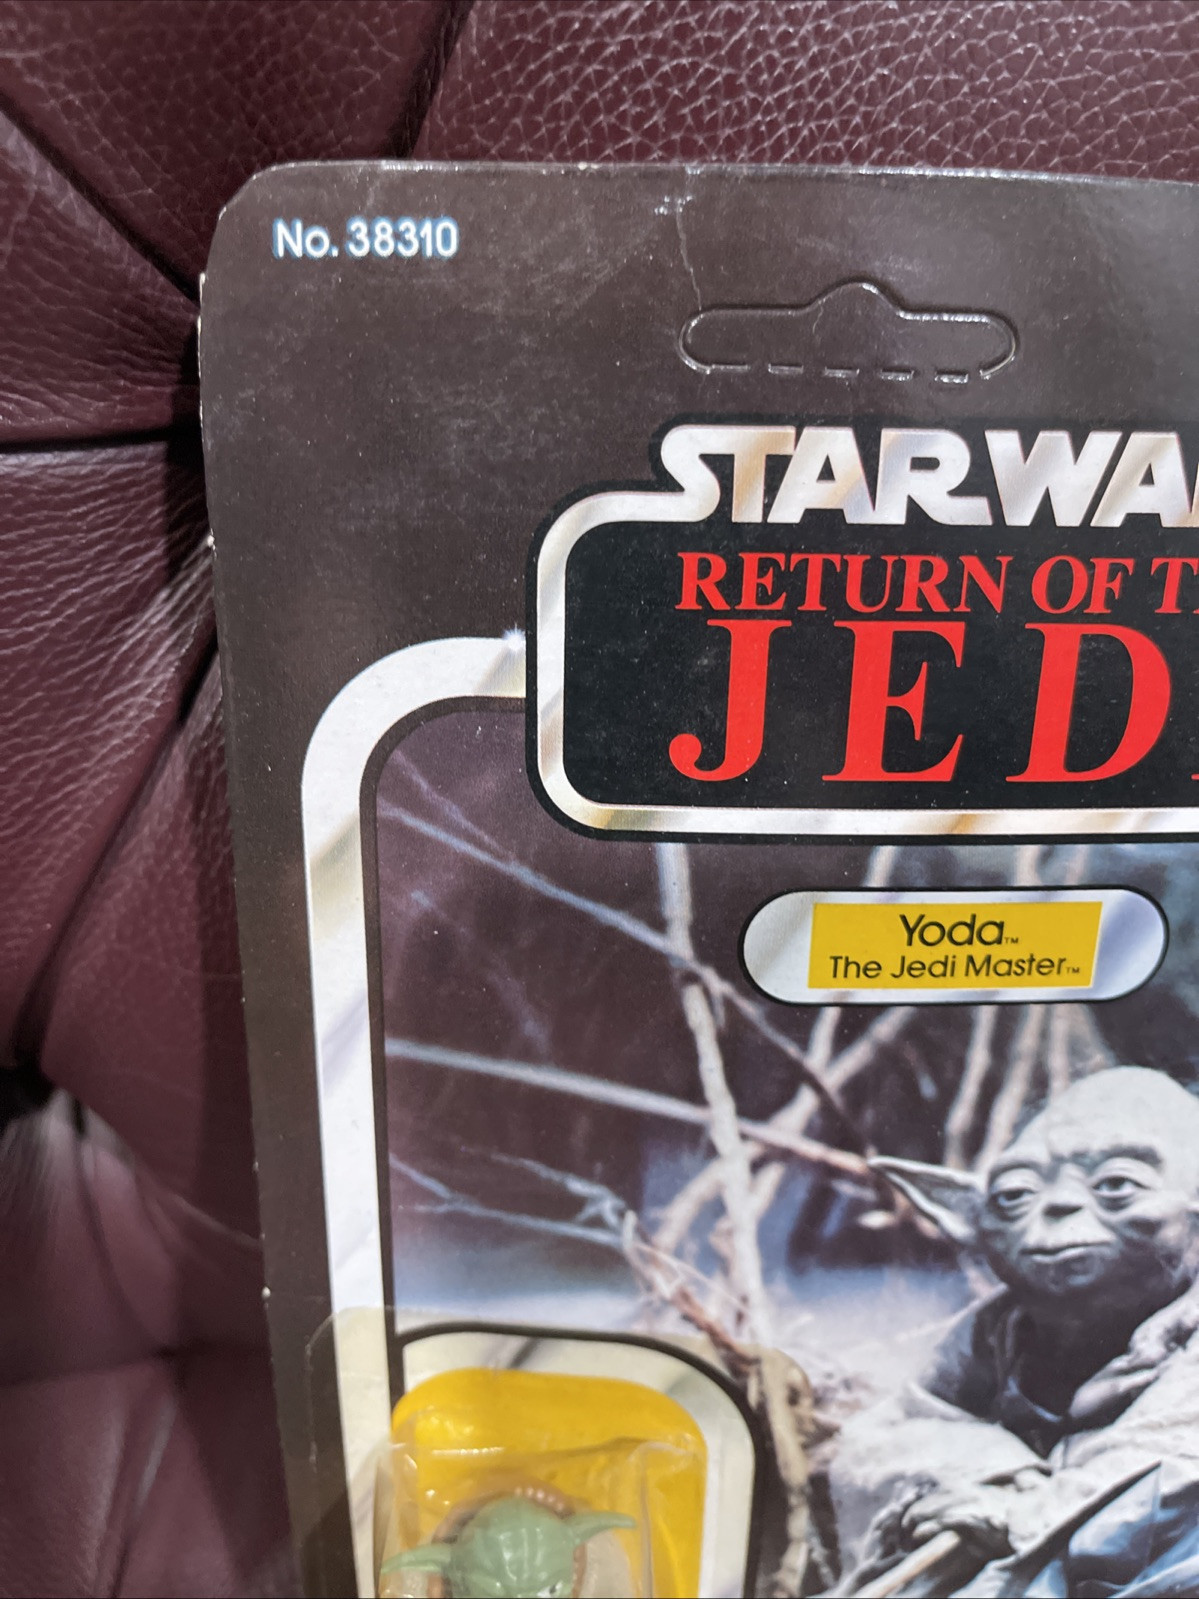 No. 38310
STAR WA
RETURN OF T
JED
Yoda™
The Jedi Master™